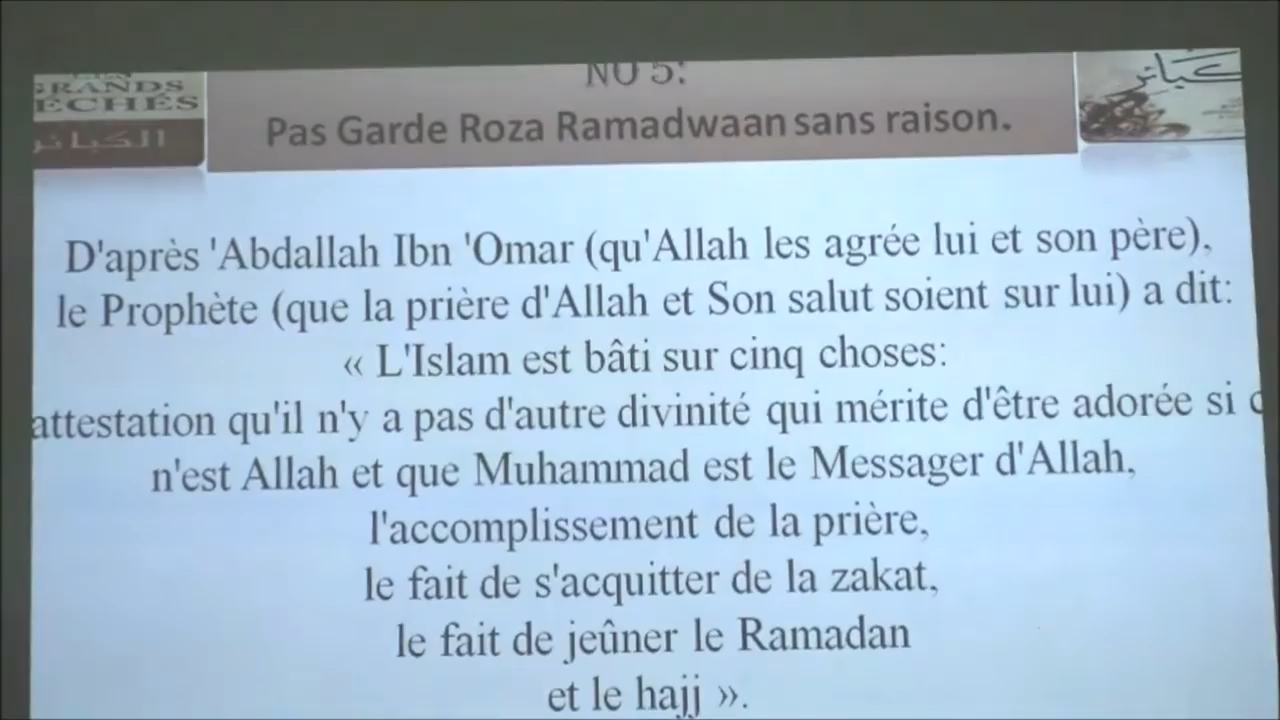 GRANDS
الكبائر
NO 5:
Pas Garde Roza Ramadwaan sans raison.
كبائر
D'après 'Abdallah Ibn 'Omar (qu'Allah les agrée lui et son père),
le Prophète (que la prière d'Allah et Son salut soient sur lui) a dit:
« L'Islam est bâti sur cinq choses:
attestation qu'il n'y a pas d'autre divinité qui mérite d'être adorée si
n'est Allah et que Muhammad est le Messager d'Allah,
l'accomplissement de la prière,
le fait de s'acquitter de la zakat,
le fait de jeûner le Ramadan
et le hajj ».